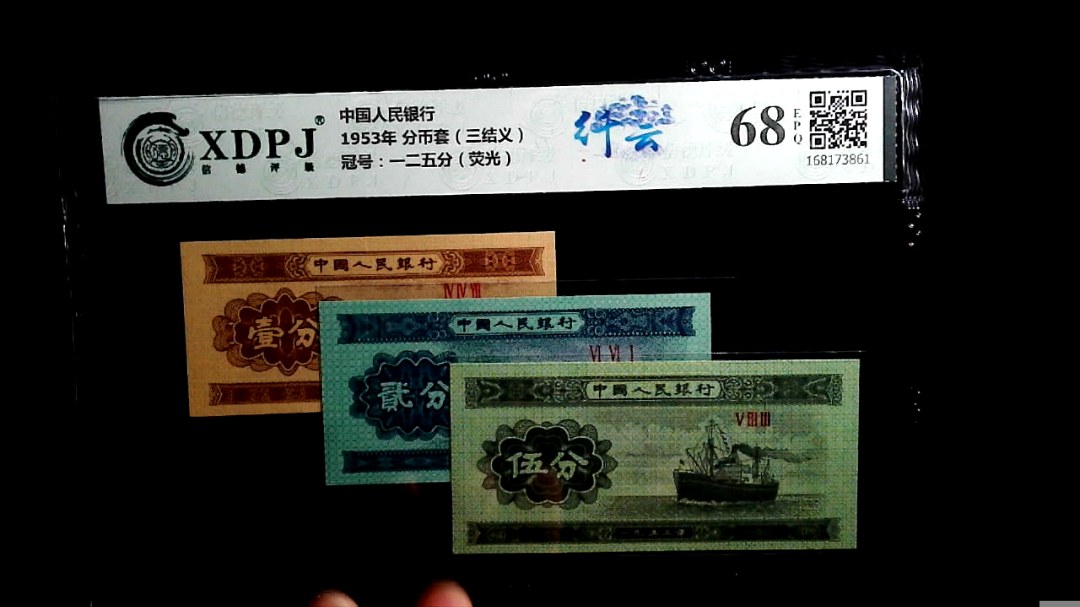 XDPJ®
信德评级
中国人民银行
1953年 分币套（三结义）
冠号：一二五分（荧光）
纤云
68
EPQ
168173861
中國人民銀行
壹分
中國人民銀行
VI VI I
貳分
中國人民銀行
伍分